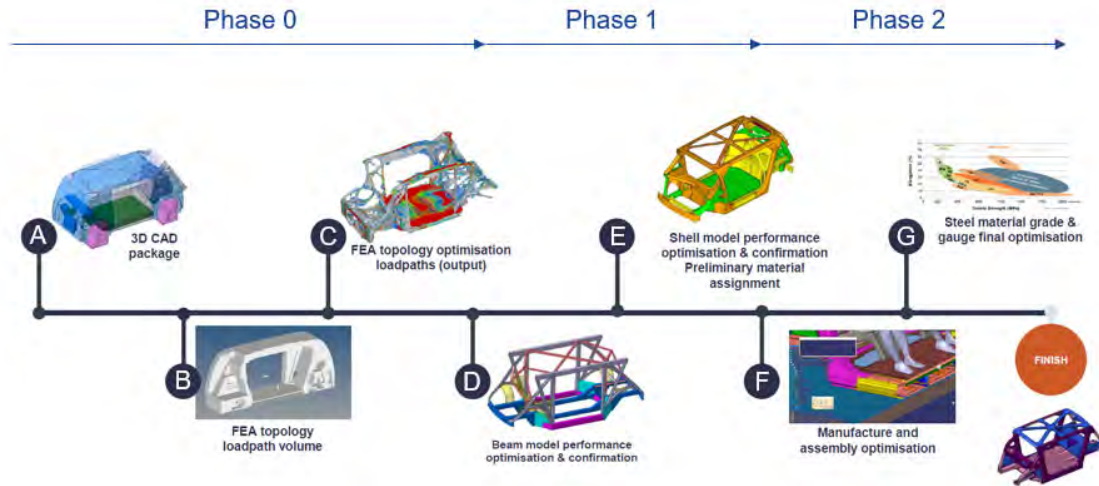 Phase 0
Phase 1
Phase 2
A
3D CAD
package
B
FEA topology
loadpath volume
C
FEA topology optimisation
loadpaths (output)
D
Beam model performance
optimisation & confirmation
E
Shell model performance
optimisation & confirmation
Preliminary material
assignment
F
Manufacture and
assembly optimisation
G
Steel material grade &
gauge final optimisation
FINISH